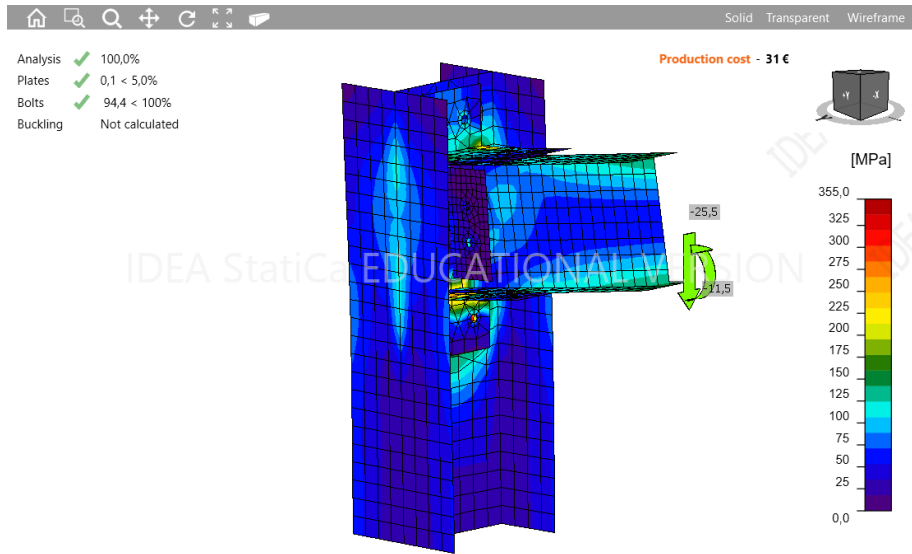 Solid Transparent Wireframe
Analysis 100,0%
Plates 0,1 < 5,0%
Bolts 94,4 < 100%
Buckling Not calculated
Production cost - 31 €
+Y -X
[MPa]
355,0
325
300
275
250
225
200
175
150
125
100
75
50
25
0,0
-25,5
-11,5
IDEA StatiCa EDUCATIONAL VERSION